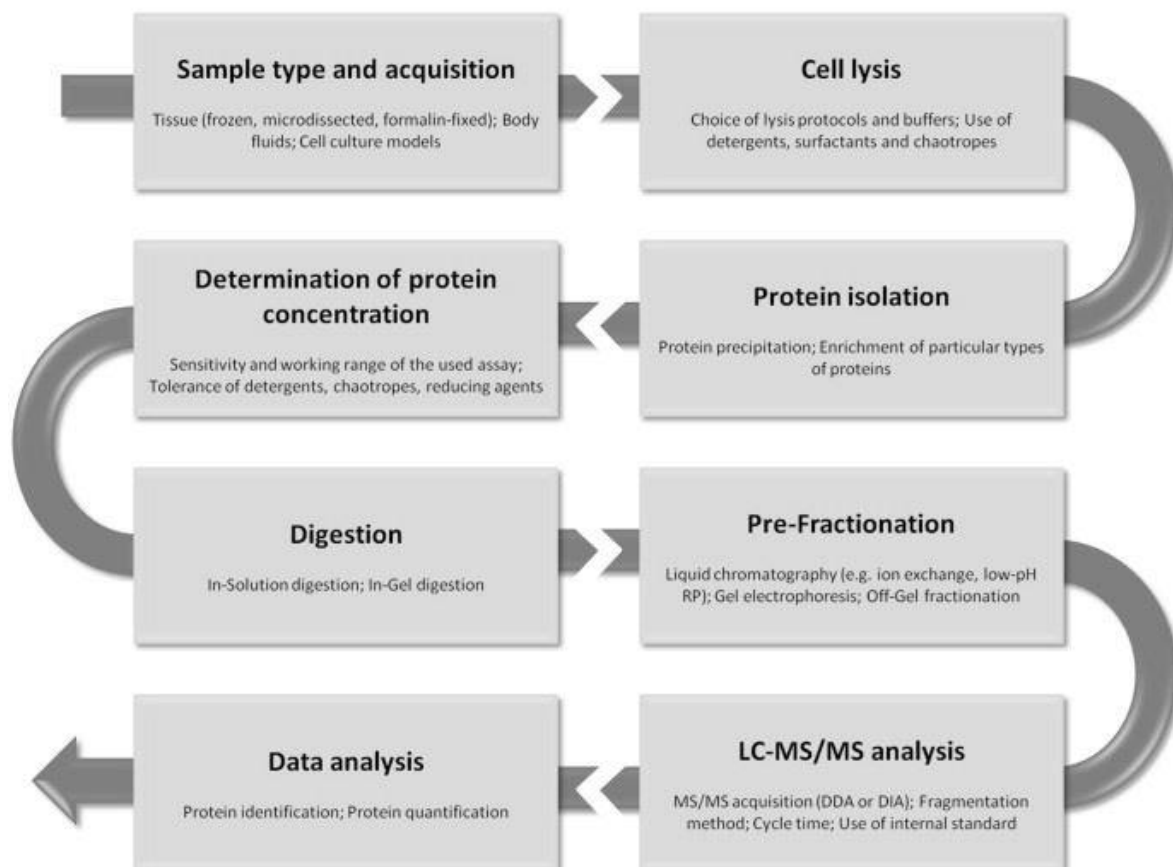 Sample type and acquisition
Tissue (frozen, microdissected, formalin-fixed); Body
fluids; Cell culture models
Cell lysis
Choice of lysis protocols and buffers; Use of
detergents, surfactants and chaotropes
Protein isolation
Protein precipitation; Enrichment of particular types
of proteins
Determination of protein
concentration
Sensitivity and working range of the used assay;
Tolerance of detergents, chaotropes, reducing agents
Digestion
In-Solution digestion; In-Gel digestion
Pre-Fractionation
Liquid chromatography (e.g. ion exchange, low-pH
RP); Gel electrophoresis; Off-Gel fractionation
LC-MS/MS analysis
MS/MS acquisition (DDA or DIA); Fragmentation
method; Cycle time; Use of internal standard
Data analysis
Protein identification; Protein quantification